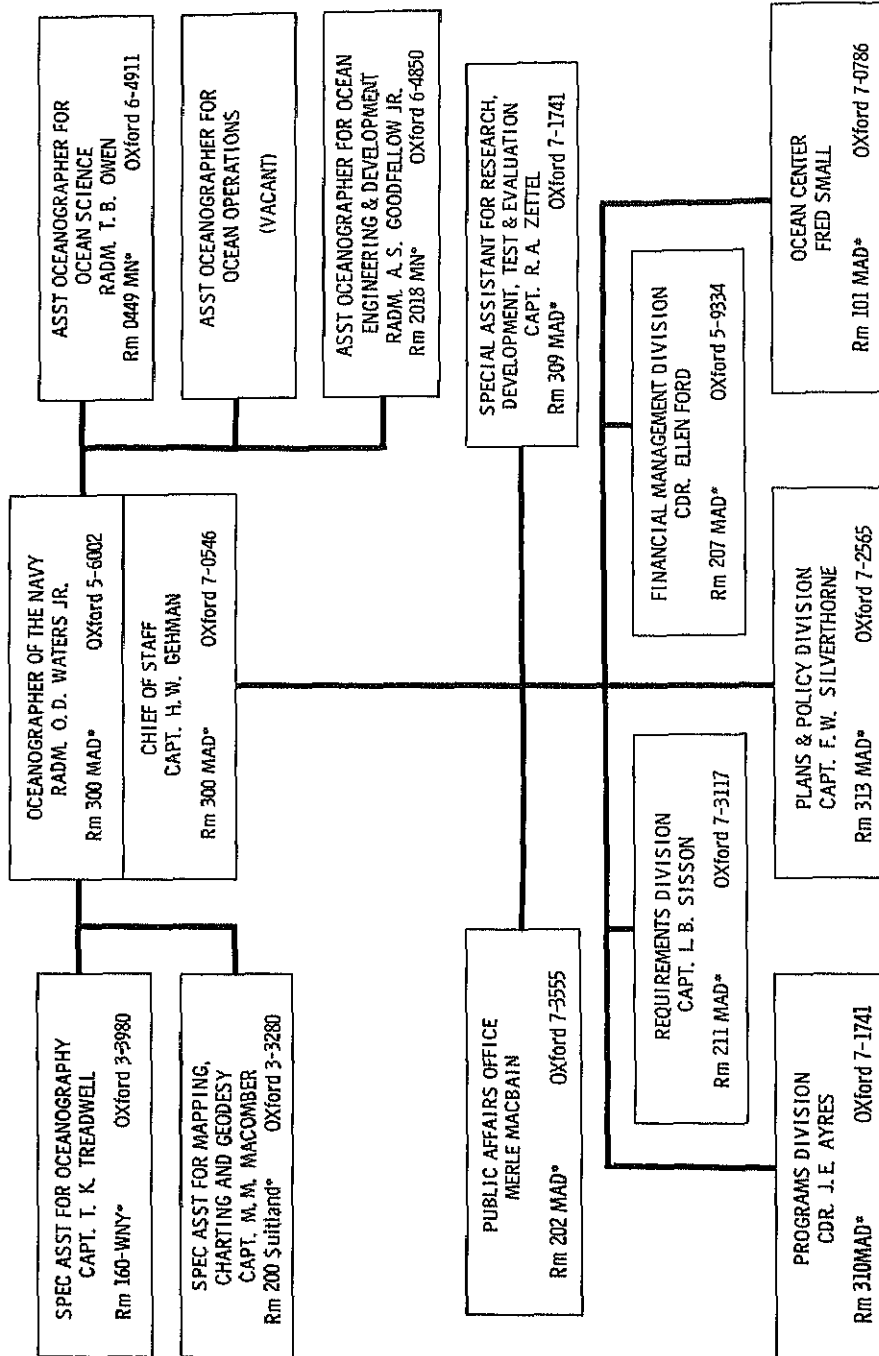 OCEANOGRAPHER OF THE NAVY
RADM. O. D. WATERS JR.
Rm 300 MAD* OXford 5-6002
CHIEF OF STAFF
CAPT. H. W. GEHMAN
Rm 300 MAD* OXford 7-0546
SPEC ASST FOR OCEANOGRAPHY
CAPT. T. K. TREADWELL
Rm 160-WNY* OXford 3-3980
SPEC ASST FOR MAPPING,
CHARTING AND GEODESY
CAPT. M. M. MACOMBER
Rm 200 Suitland* OXford 3-3280
ASST OCEANOGRAPHER FOR
OCEAN SCIENCE
RADM. T. B. OWEN
Rm 0449 MN* OXford 6-4911
ASST OCEANOGRAPHER FOR
OCEAN OPERATIONS
(VACANT)
ASST OCEANOGRAPHER FOR OCEAN
ENGINEERING & DEVELOPMENT
RADM. A. S. GOODFELLOW JR.
Rm 2018 MN* OXford 6-4850
PUBLIC AFFAIRS OFFICE
MERLE MACBAIN
Rm 202 MAD* OXford 7-3555
SPECIAL ASSISTANT FOR RESEARCH,
DEVELOPMENT, TEST & EVALUATION
CAPT. R. A. ZETTEL
Rm 309 MAD* OXford 7-1741
REQUIREMENTS DIVISION
CAPT. L. B. SISSON
Rm 211 MAD* OXford 7-3117
FINANCIAL MANAGEMENT DIVISION
CDR. ELLEN FORD
Rm 207 MAD* OXford 5-9334
PROGRAMS DIVISION
CDR. J. E. AYRES
Rm 310MAD* OXford 7-1741
PLANS & POLICY DIVISION
CAPT. F. W. SILVERTHORNE
Rm 313 MAD* OXford 7-2565
OCEAN CENTER
FRED SMALL
Rm 101 MAD* OXford 7-0786